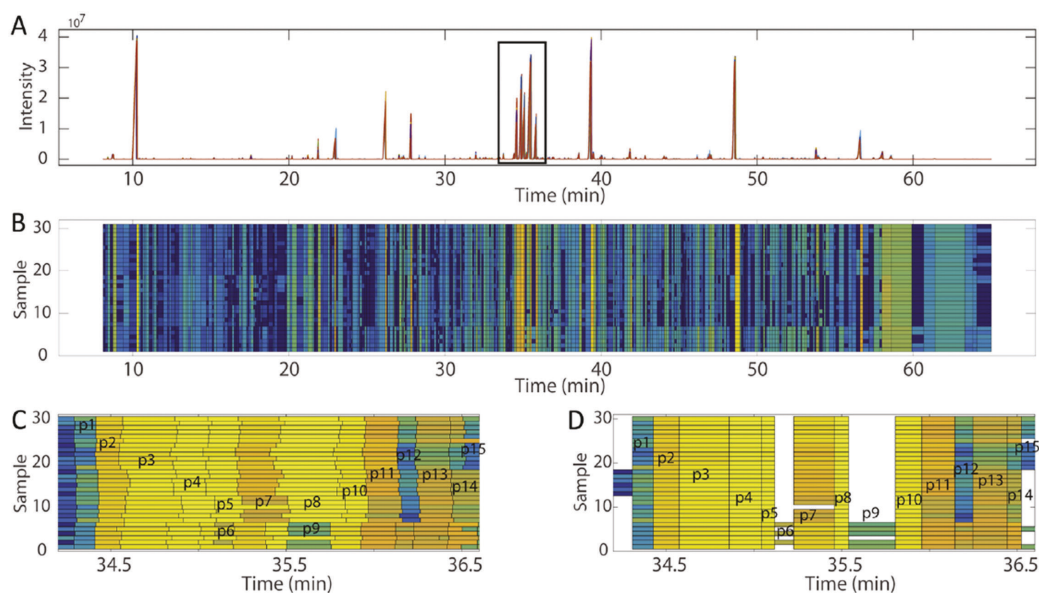 A
10⁷
4
3
2
1
0
Intensity
10 20 30 40 50 60
Time (min)
B
30
20
10
0
Sample
10 20 30 40 50 60
Time (min)
C
30
20
10
0
Sample
p1
p2
p3
p4
p5
p6
p7
p8
p9
p10
p11
p12
p13
p14
p15
34.5 35.5 36.5
Time (min)
D
30
20
10
0
Sample
p1
p2
p3
p4
p5
p6
p7
p8
p9
p10
p11
p12
p13
p14
p15
34.5 35.5 36.5
Time (min)